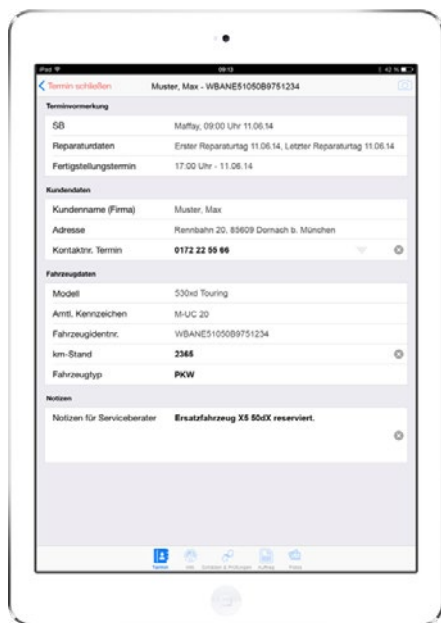 iPad
09:13
42 %
Termin schließen
Muster, Max - WBANE51050B9751234
Terminvormerkung
SB Maffay, 09:00 Uhr 11.06.14
Reparaturdaten Erster Reparaturtag 11.06.14, Letzter Reparaturtag 11.06.14
Fertigstellungstermin 17:00 Uhr - 11.06.14
Kundendaten
Kundenname (Firma) Muster, Max
Adresse Rennbahn 20, 85609 Dornach b. München
Kontaktnr. Termin 0172 22 55 66
Fahrzeugdaten
Modell 530xd Touring
Amtl. Kennzeichen M-UC 20
Fahrzeugidentnr. WBANE51050B9751234
km-Stand 2365
Fahrzeugtyp PKW
Notizen
Notizen für Serviceberater Ersatzfahrzeug X5 50dX reserviert.
Termin
Schäden & Prüfungen Auftrag